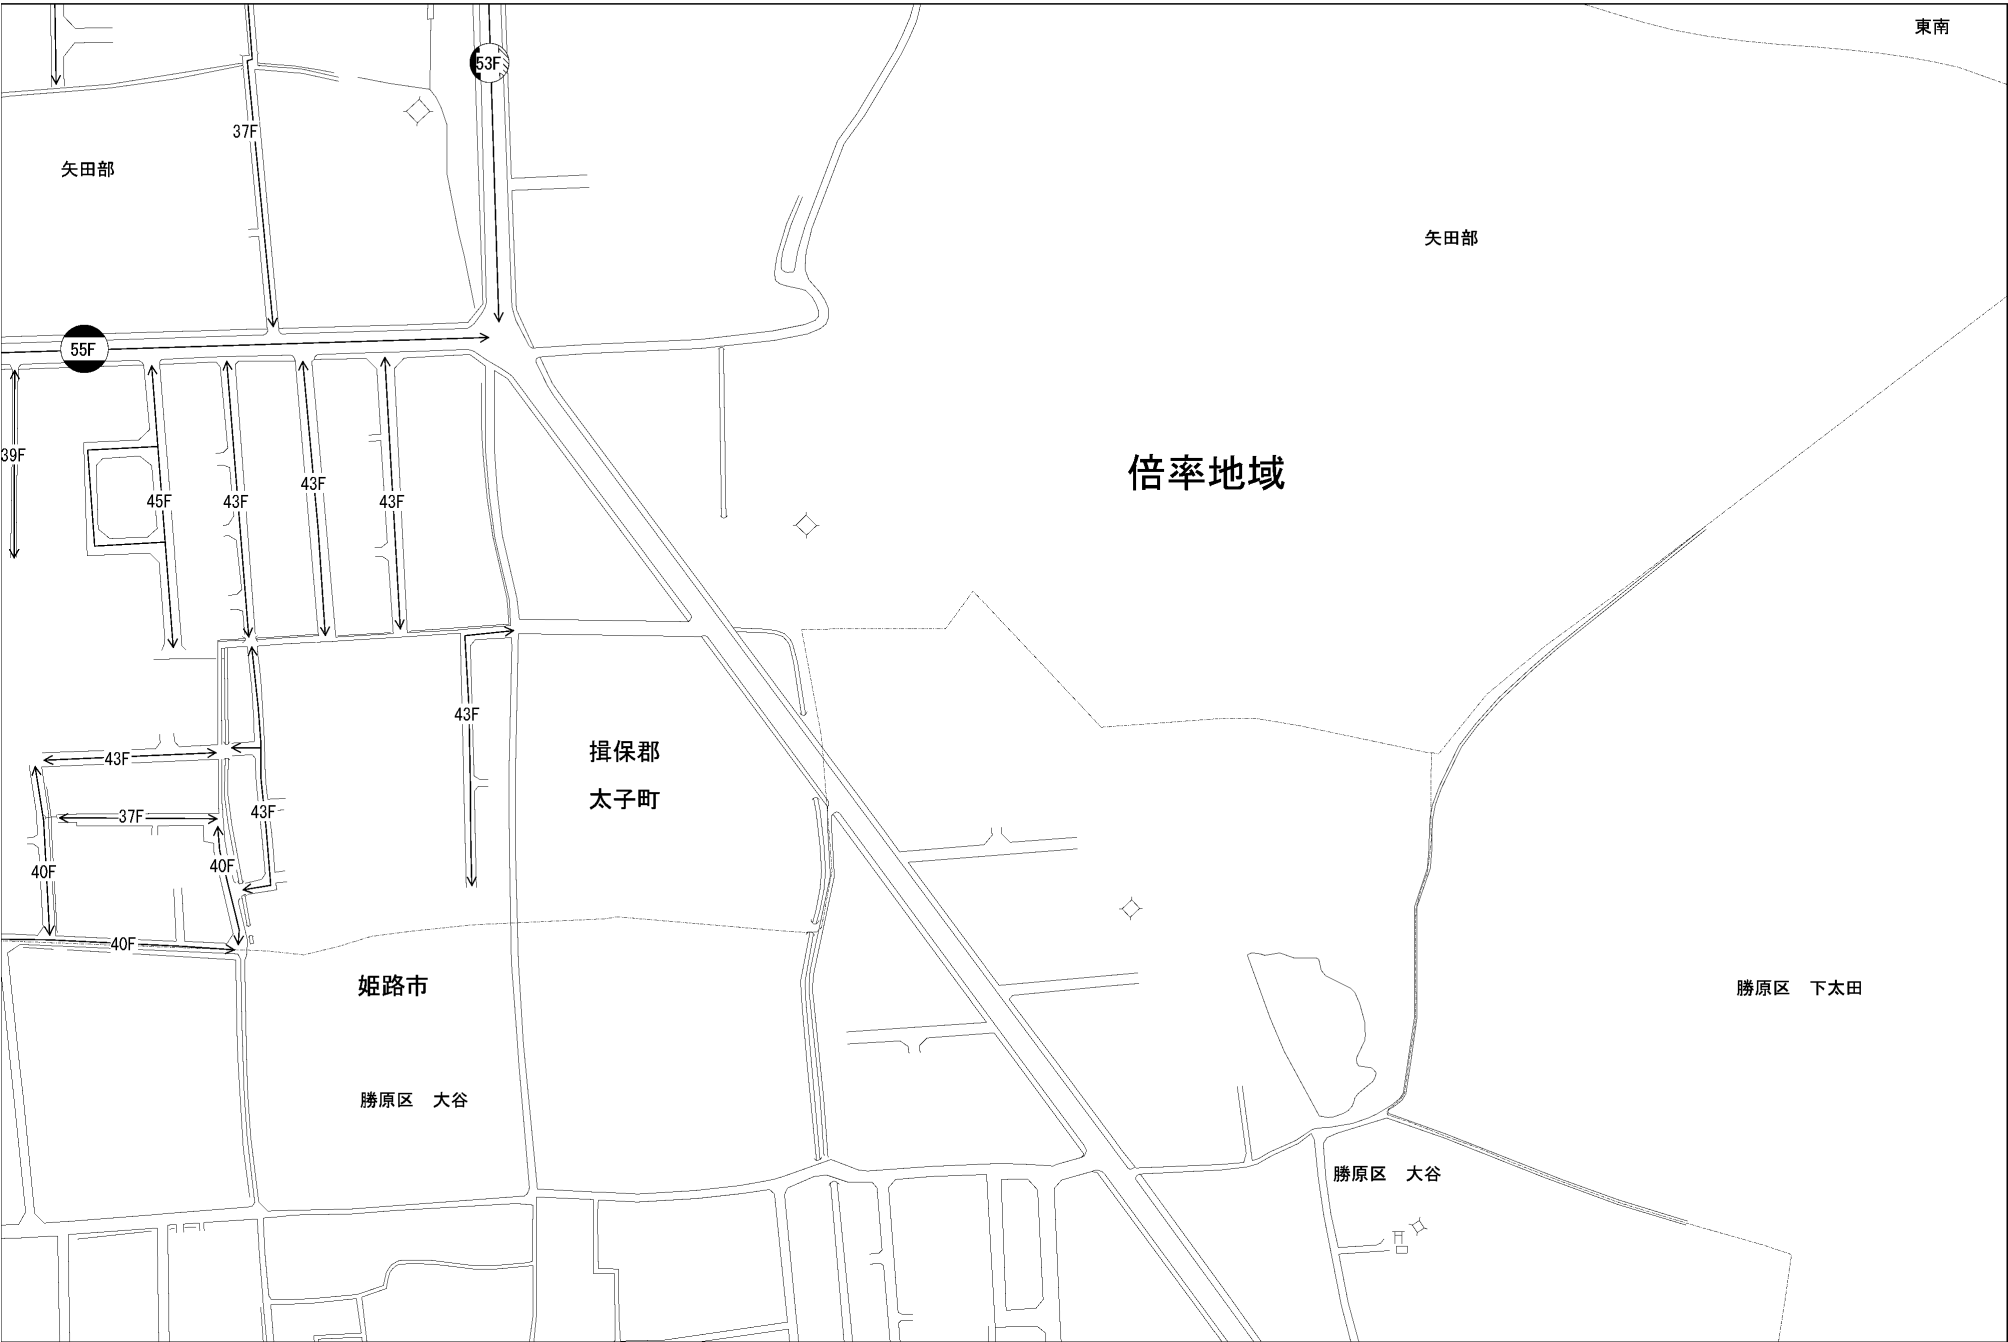 東南
53F
37F
矢田部
矢田部
55F
39F
45F
43F
43F
43F
倍率地域
43F
揖保郡
太子町
43F
37F
43F
40F
40F
40F
姫路市
勝原区　下太田
勝原区　大谷
勝原区　大谷